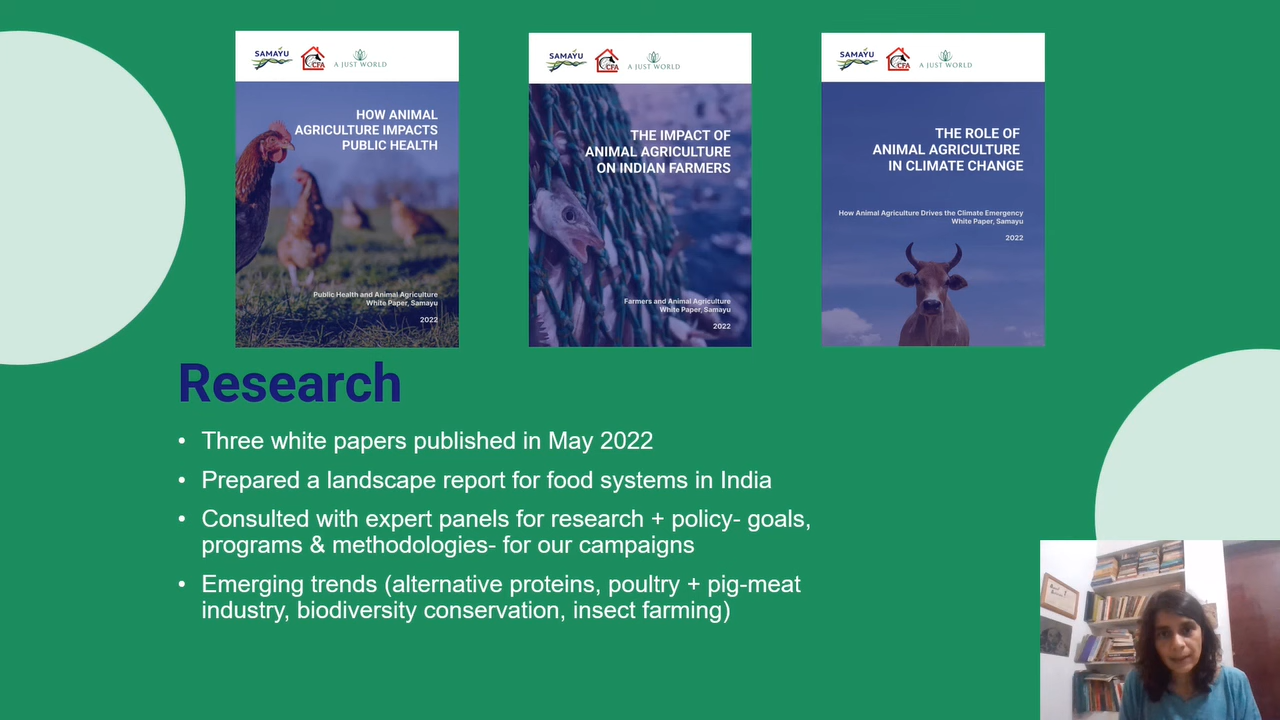 SAMAYU
CFA
A JUST WORLD
HOW ANIMAL
AGRICULTURE IMPACTS
PUBLIC HEALTH
Public Health and Animal Agriculture
White Paper, Samayu
2022
SAMAYU
CFA
A JUST WORLD
THE IMPACT OF
ANIMAL AGRICULTURE
ON INDIAN FARMERS
Farmers and Animal Agriculture
White Paper, Samayu
2022
SAMAYU
CFA
A JUST WORLD
THE ROLE OF
ANIMAL AGRICULTURE
IN CLIMATE CHANGE
How Animal Agriculture Drives the Climate Emergency
White Paper, Samayu
2022
Research
• Three white papers published in May 2022
• Prepared a landscape report for food systems in India
• Consulted with expert panels for research + policy- goals,
programs & methodologies- for our campaigns
• Emerging trends (alternative proteins, poultry + pig-meat
industry, biodiversity conservation, insect farming)